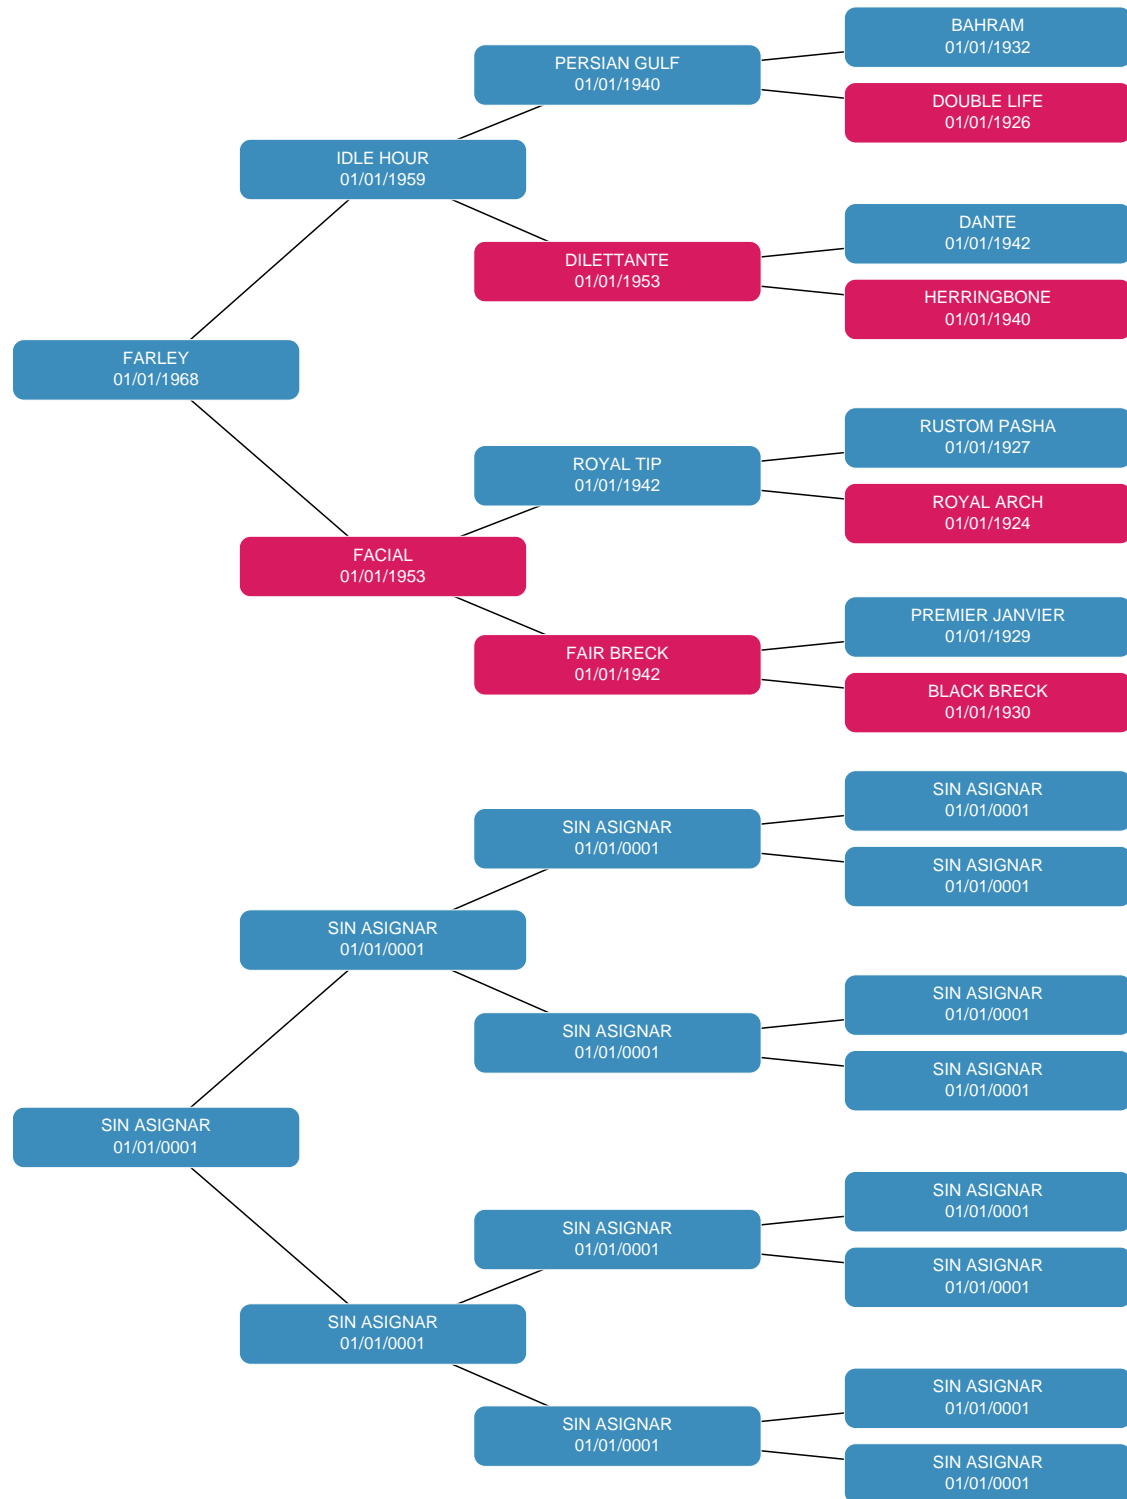 BAHRAM
01/01/1932
PERSIAN GULF
01/01/1940
DOUBLE LIFE
01/01/1926
IDLE HOUR
01/01/1959
DANTE
01/01/1942
DILETTANTE
01/01/1953
HERRINGBONE
01/01/1940
FARLEY
01/01/1968
RUSTOM PASHA
01/01/1927
ROYAL TIP
01/01/1942
ROYAL ARCH
01/01/1924
FACIAL
01/01/1953
PREMIER JANVIER
01/01/1929
FAIR BRECK
01/01/1942
BLACK BRECK
01/01/1930
SIN ASIGNAR
01/01/0001
SIN ASIGNAR
01/01/0001
SIN ASIGNAR
01/01/0001
SIN ASIGNAR
01/01/0001
SIN ASIGNAR
01/01/0001
SIN ASIGNAR
01/01/0001
SIN ASIGNAR
01/01/0001
SIN ASIGNAR
01/01/0001
SIN ASIGNAR
01/01/0001
SIN ASIGNAR
01/01/0001
SIN ASIGNAR
01/01/0001
SIN ASIGNAR
01/01/0001
SIN ASIGNAR
01/01/0001
SIN ASIGNAR
01/01/0001
SIN ASIGNAR
01/01/0001